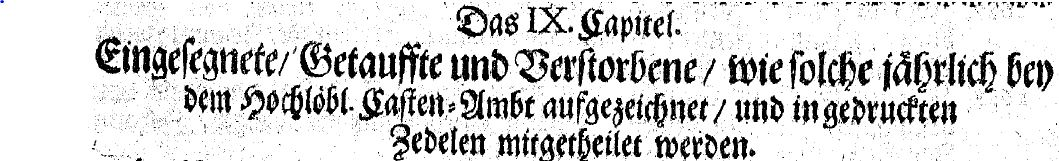 Das IX. Capitel.
Eingesegnete/ Getauffte und Verstorbene / wie solche jährlich bey
dem Hochlöbl. Casten-Ambt aufgezeichnet / und in gedruckten
Zedelen mitgetheilet werden.